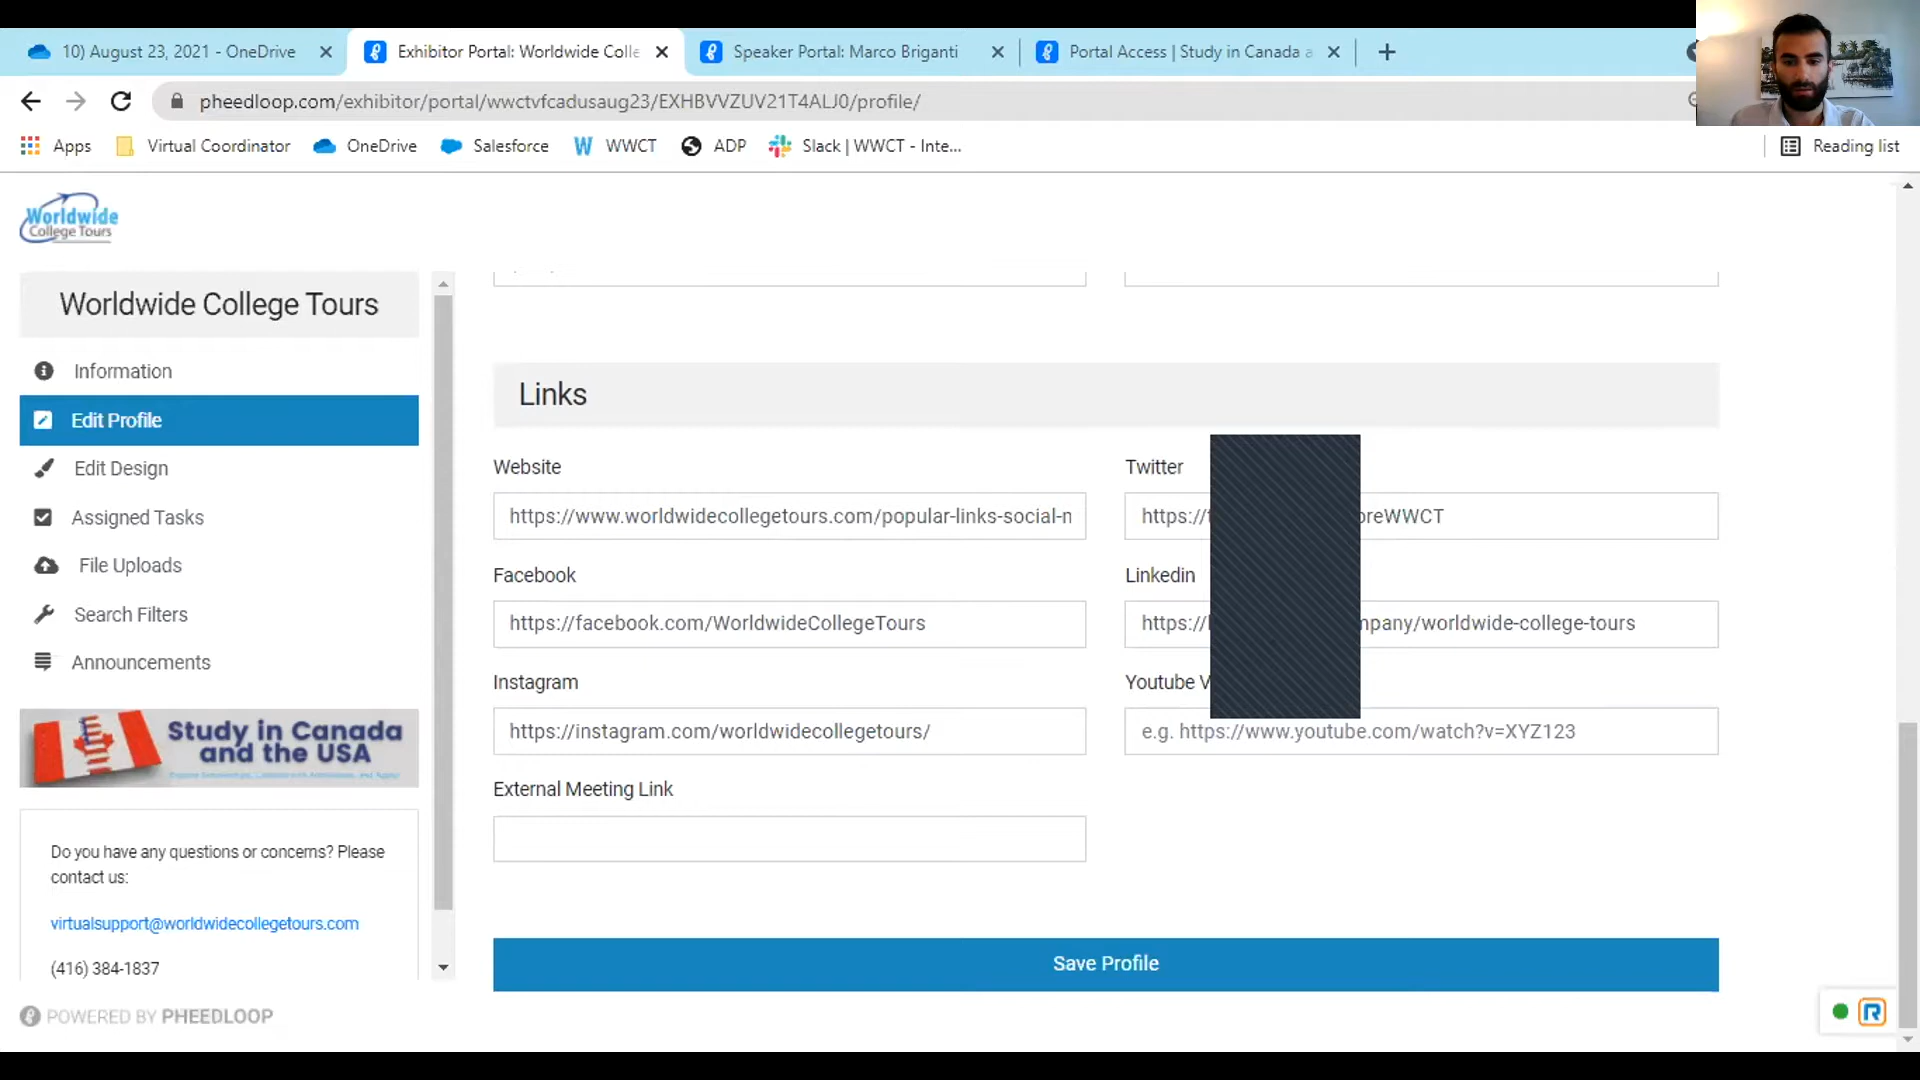 10) August 23, 2021 - OneDrive
Exhibitor Portal: Worldwide Colle
Speaker Portal: Marco Briganti
Portal Access | Study in Canada a
pheedloop.com/exhibitor/portal/wwctvfcadusaug23/EXHBVVZUV21T4ALJ0/profile/
Apps
Virtual Coordinator
OneDrive
Salesforce
WWCT
ADP
Slack | WWCT - Inte...
Reading list
Worldwide
College Tours
Worldwide College Tours
Information
Edit Profile
Edit Design
Assigned Tasks
File Uploads
Search Filters
Announcements
Study in Canada
and the USA
Do you have any questions or concerns? Please
contact us:
virtualsupport@worldwidecollegetours.com
(416) 384-1837
POWERED BY PHEEDLOOP
Links
Website
Twitter
https://www.worldwidecollegetours.com/popular-links-social-
https:// oreWWCT
Facebook
Linkedin
https://facebook.com/WorldwideCollegeTours
https:// mpany/worldwide-college-tours
Instagram
Youtube
https://instagram.com/worldwidecollegetours/
e.g. https://www.youtube.com/watch?v=XYZ123
External Meeting Link
Save Profile